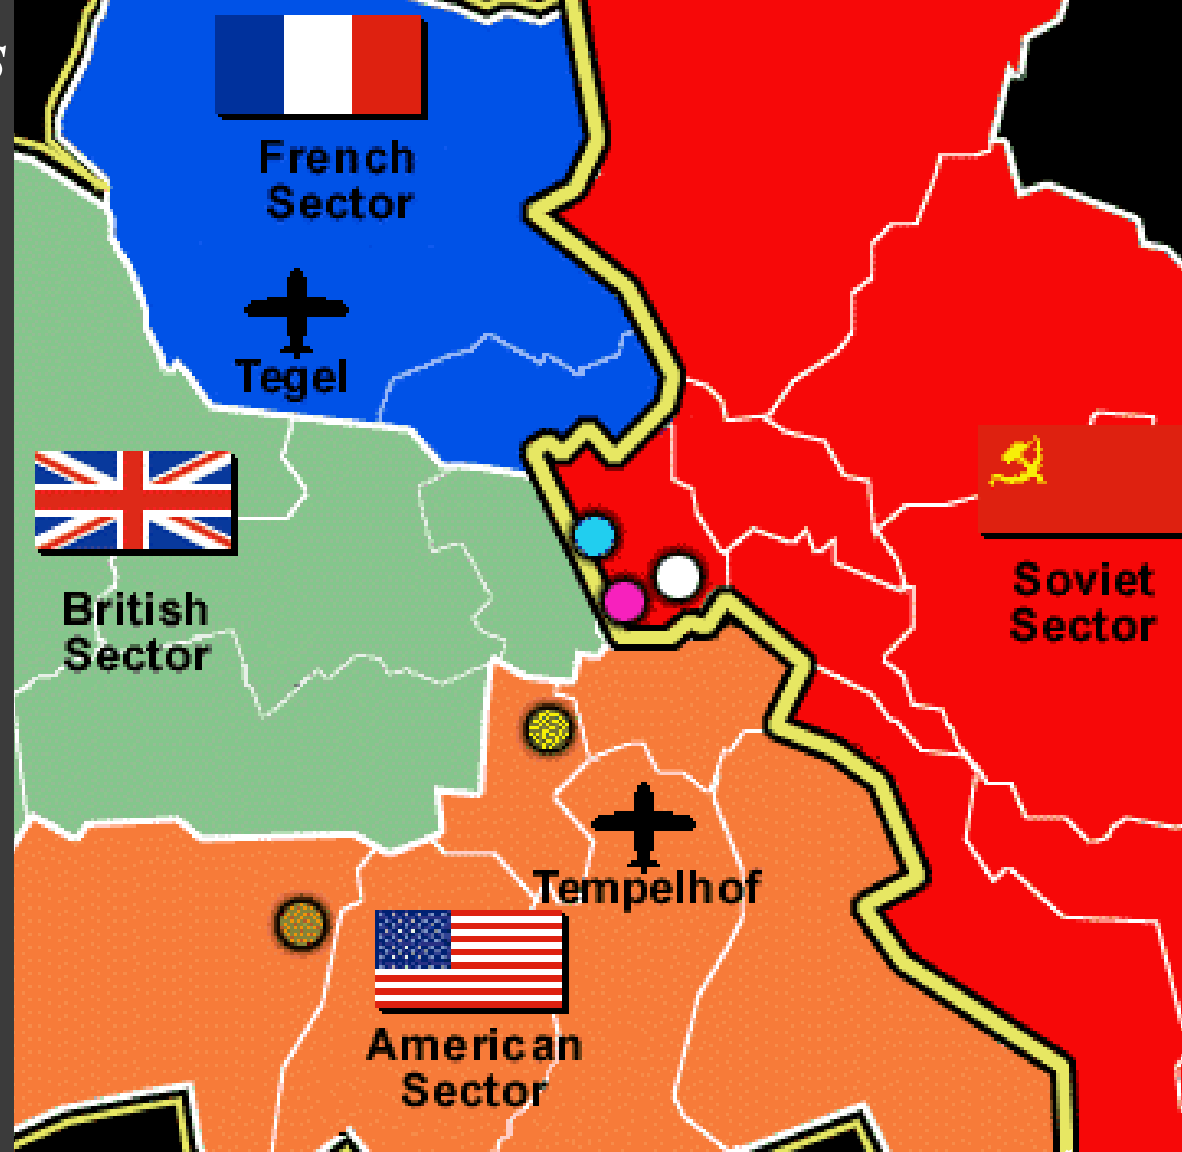 s
French
Sector
Tegel
British
Sector
Soviet
Sector
Tempelhof
American
Sector